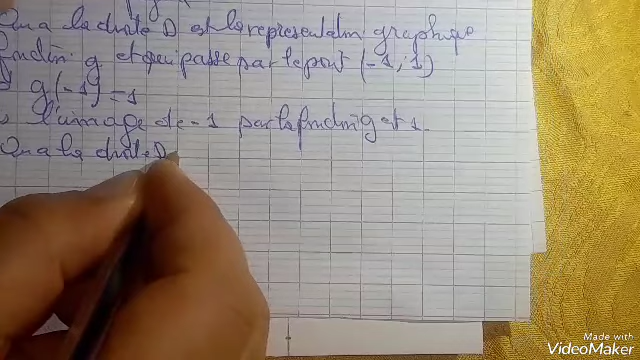 On a la droite D est la représentation graphique
fonction g et qui passe par le point (-1; 1)
g(-1) = 1
l'image de -1 par la fonction g est 1.
On a la droite D
Made with
VideoMaker